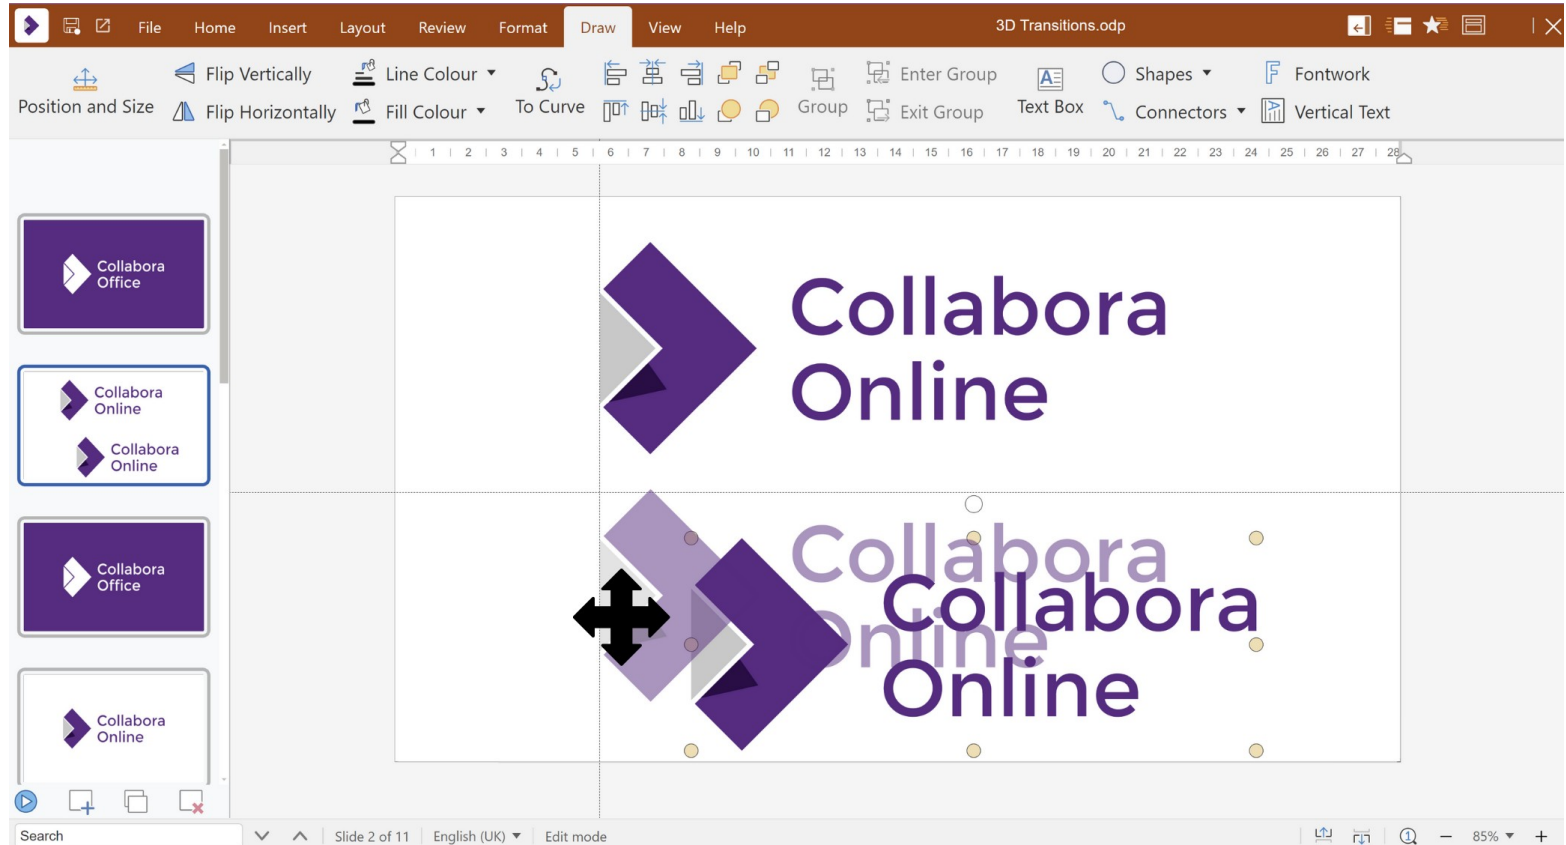 File Home Insert Layout Review Format Draw View Help 3D Transitions.odp
Flip Vertically Line Colour Enter Group Shapes Fontwork
Position and Size Flip Horizontally Fill Colour To Curve Group Exit Group Text Box Connectors Vertical Text
1 2 3 4 5 6 7 8 9 10 11 12 13 14 15 16 17 18 19 20 21 22 23 24 25 26 27 28
Collabora
Office
Collabora
Online
Collabora
Online
Collabora
Office
Collabora
Online
Collabora
Online
Collabora
Online
Collabora
Online
Search Slide 2 of 11 English (UK) Edit mode 1 85%